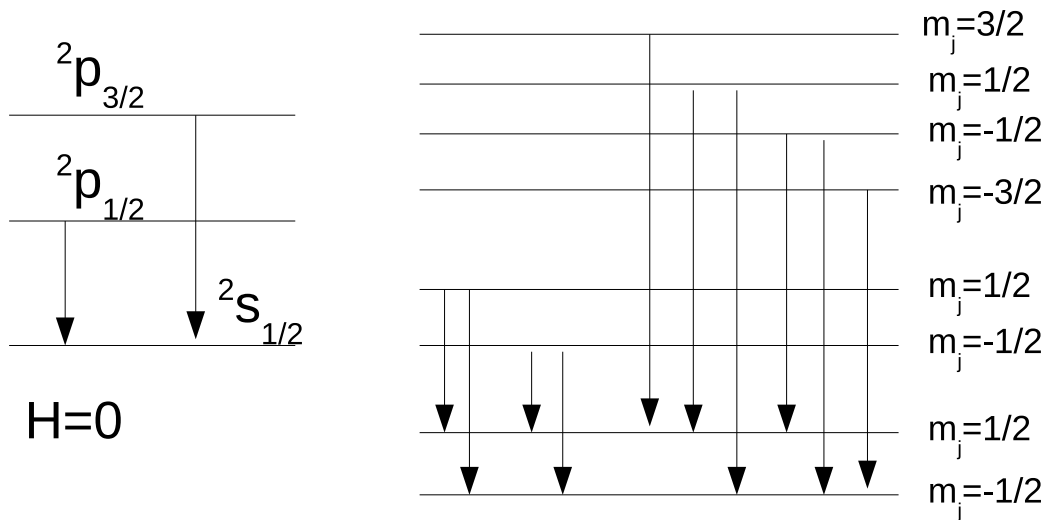 ²p₃/₂
²p₁/₂
²s₁/₂
H=0
mⱼ=3/2
mⱼ=1/2
mⱼ=-1/2
mⱼ=-3/2
mⱼ=1/2
mⱼ=-1/2
mⱼ=1/2
mⱼ=-1/2